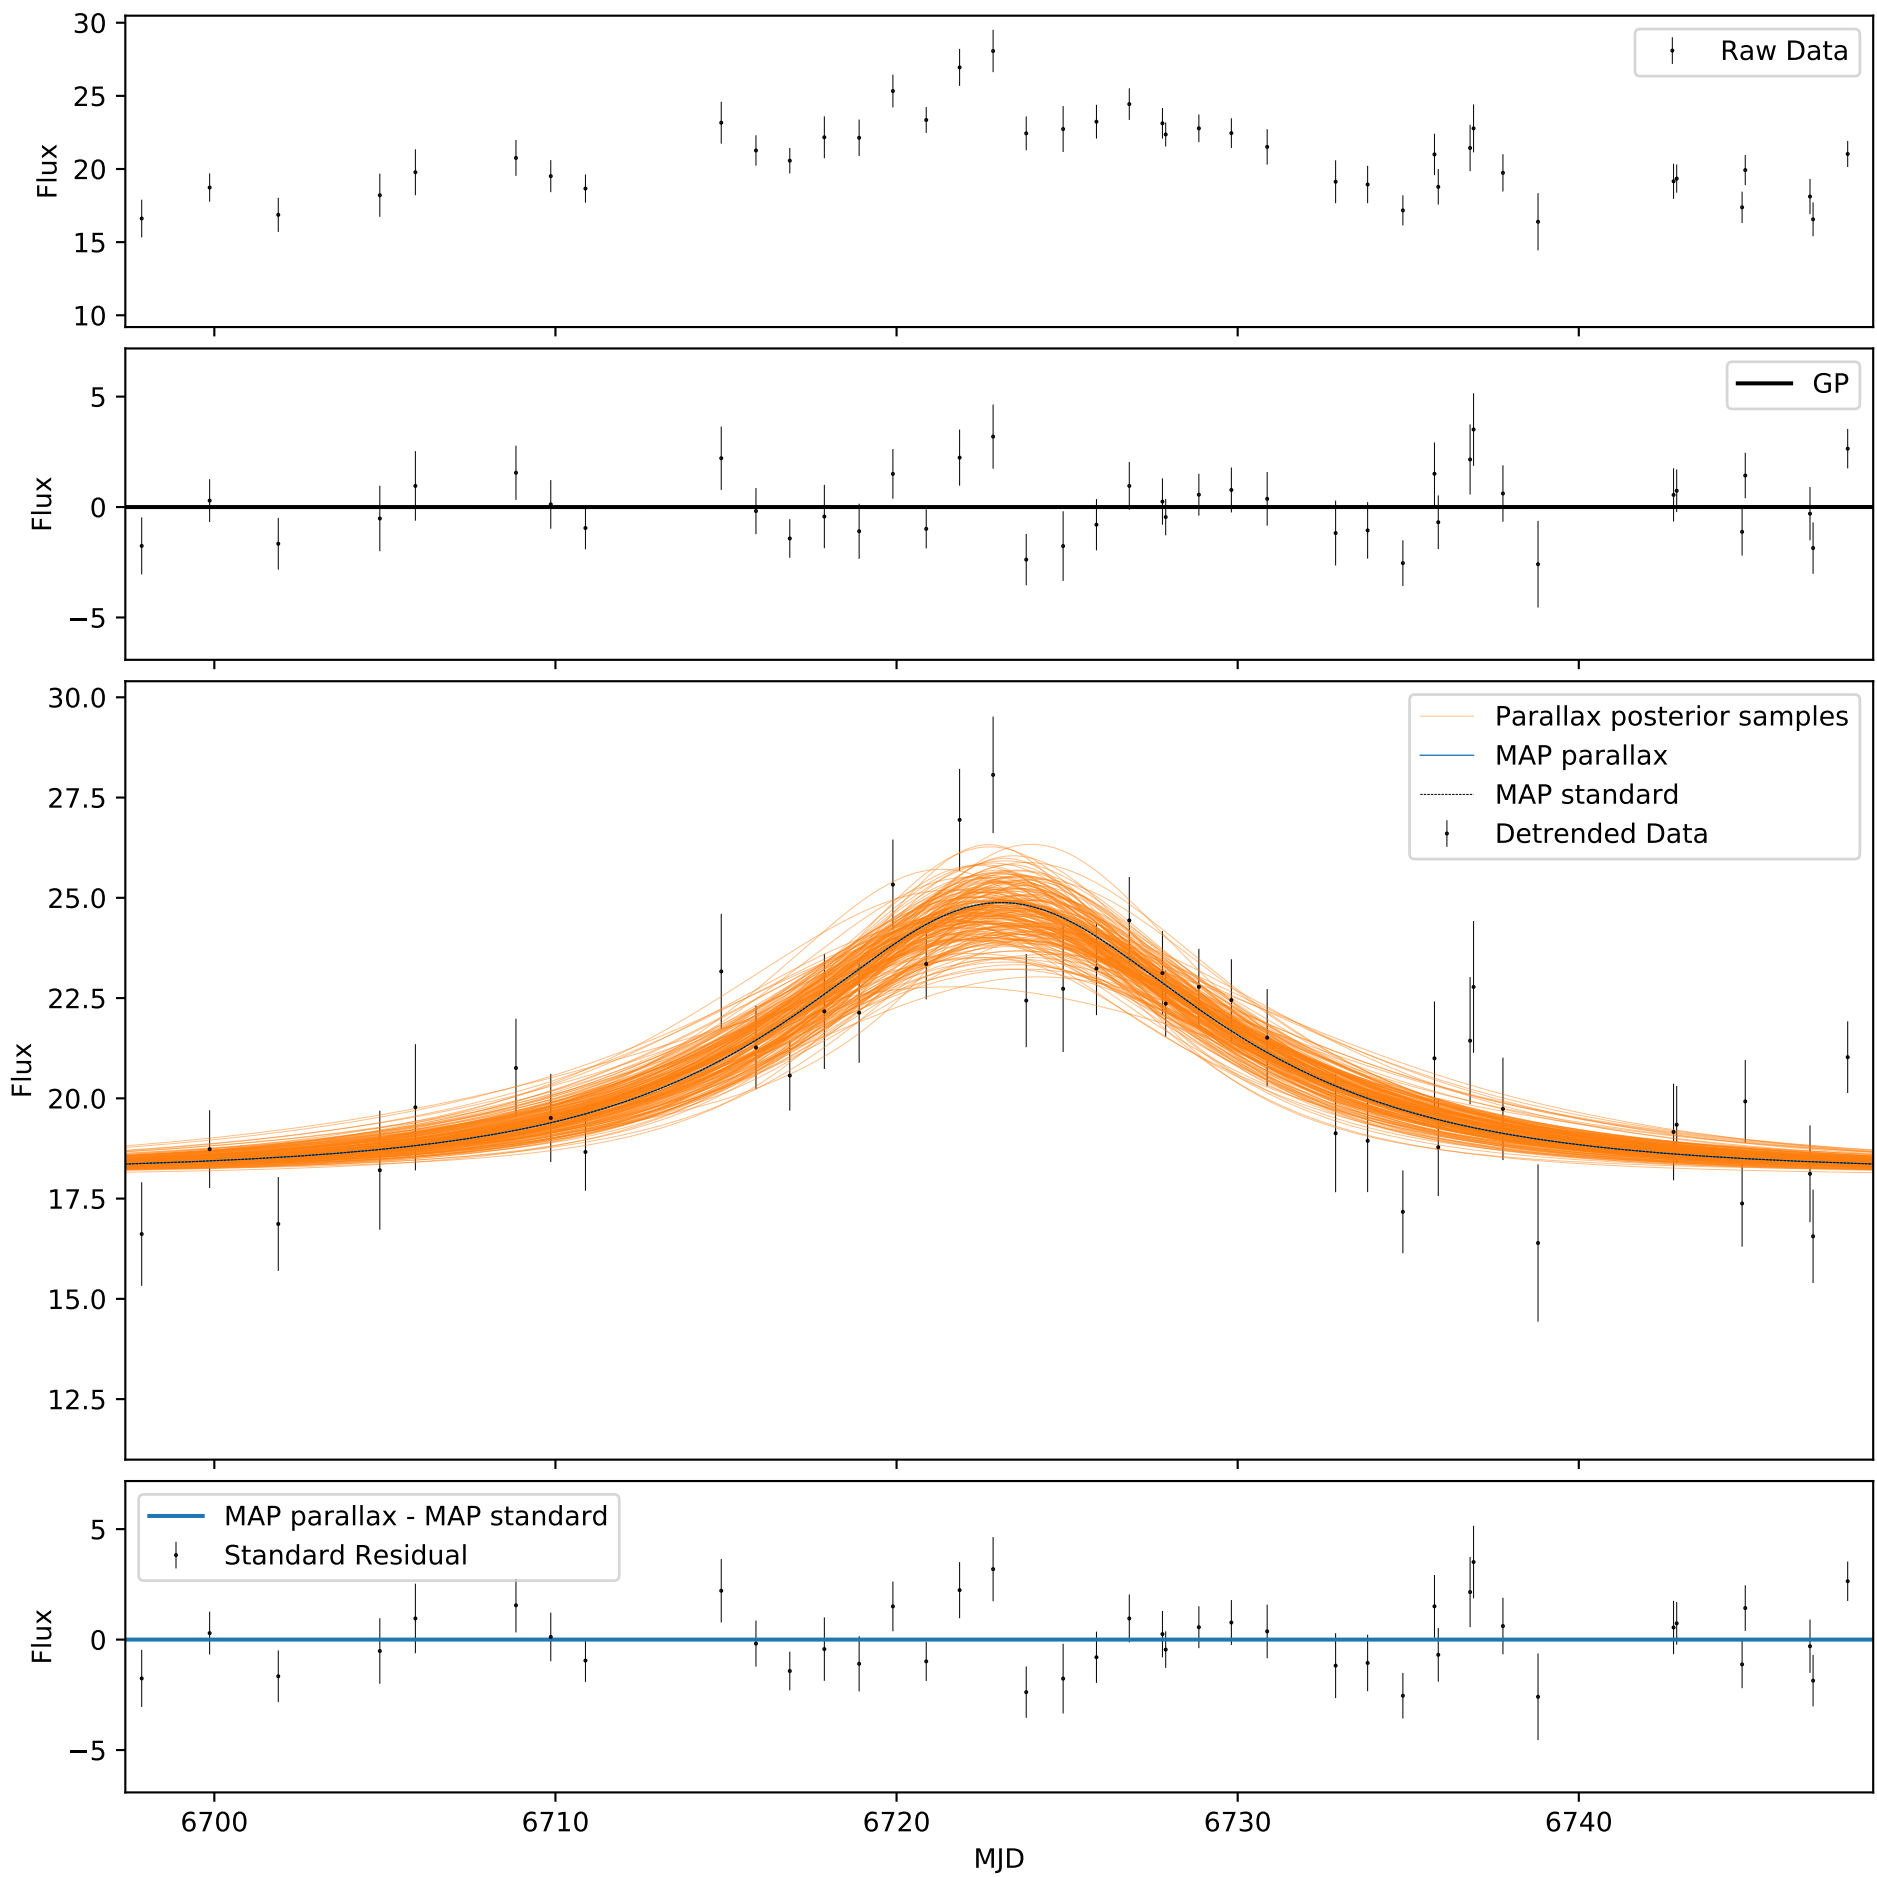 30
25
20
15
10
Flux
Raw Data
5
0
−5
Flux
GP
30.0
27.5
25.0
22.5
20.0
17.5
15.0
12.5
Flux
Parallax posterior samples
MAP parallax
MAP standard
Detrended Data
5
0
−5
Flux
MAP parallax - MAP standard
Standard Residual
6700 6710 6720 6730 6740
MJD